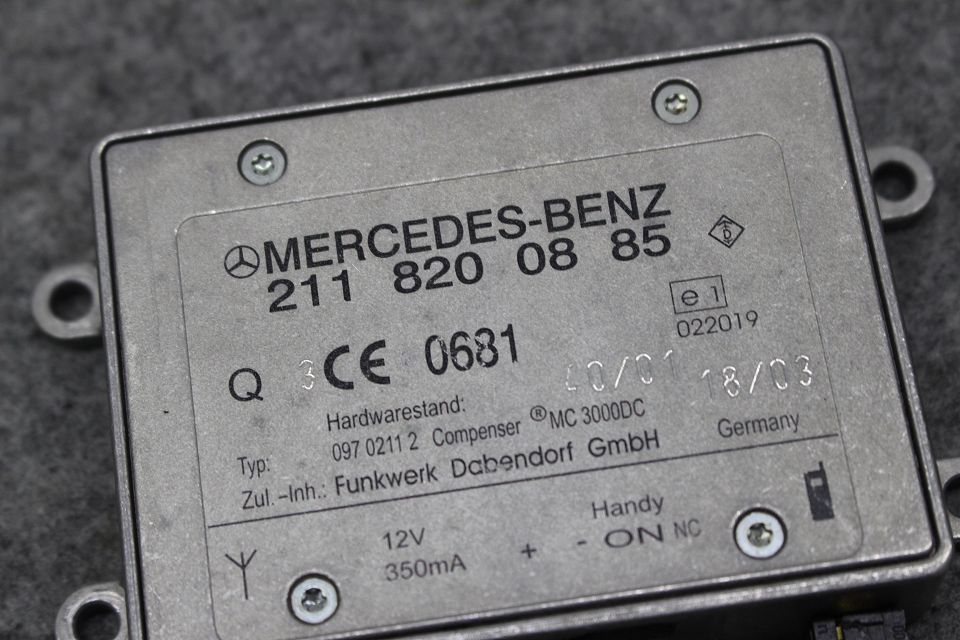 MERCEDES-BENZ
211 820 08 85
D
e 1
022019
Q 3 CE 0681
18/03
Hardwarestand:
Typ: 097 0211 2 Compenser ®MC 3000DC
Zul.-Inh.: Funkwerk Dabendorf GmbH Germany
Handy
12V + - ON NC
350mA